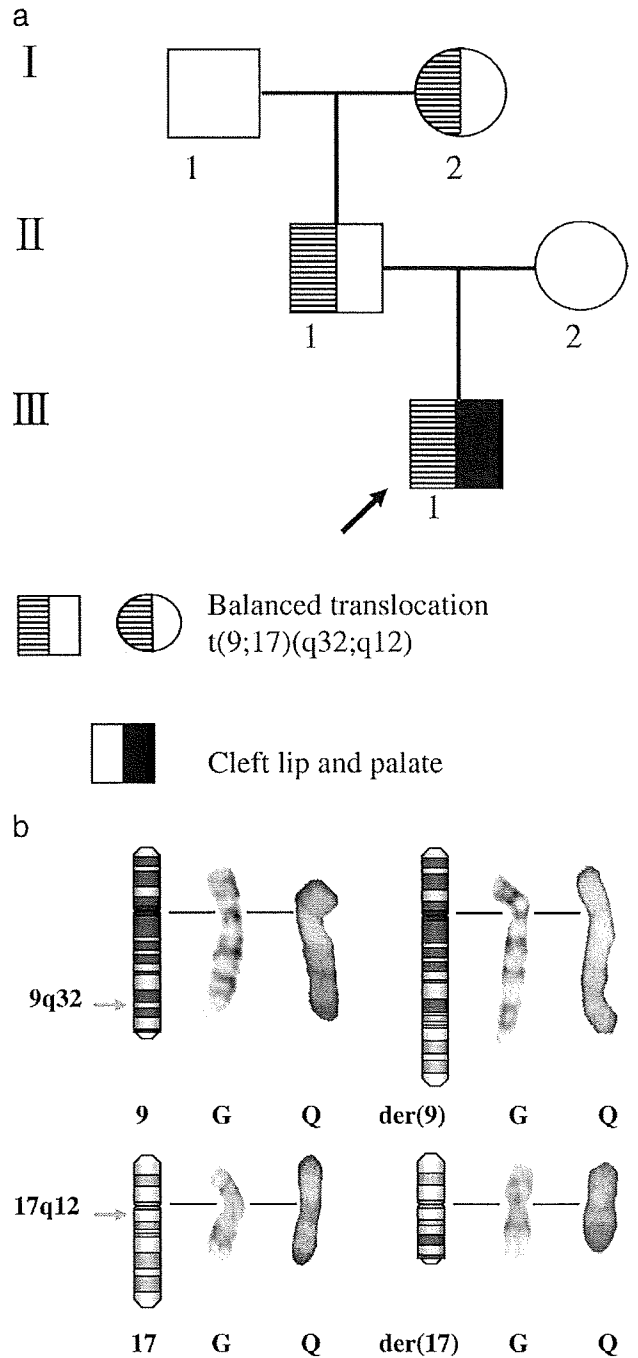 a
I
1 2
II
1 2
III
1
Balanced translocation
t(9;17)(q32;q12)
Cleft lip and palate
b
9q32
9 G Q der(9) G Q
17q12
17 G Q der(17) G Q